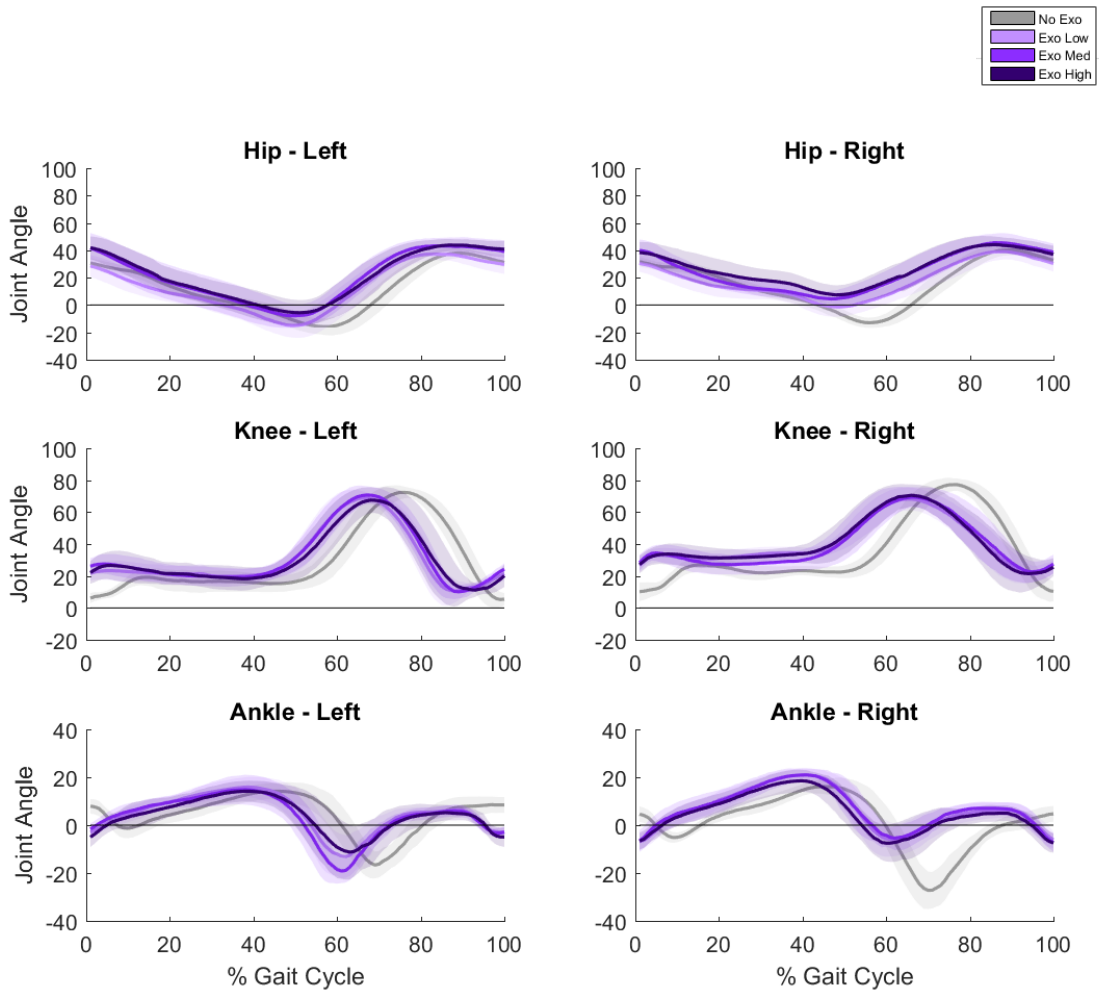 No Exo
Exo Low
Exo Med
Exo High
Hip - Left
100
80
60
40
20
0
-20
-40
Joint Angle
0 20 40 60 80 100
Hip - Right
100
80
60
40
20
0
-20
-40
0 20 40 60 80 100
Knee - Left
100
80
60
40
20
0
-20
Joint Angle
0 20 40 60 80 100
Knee - Right
100
80
60
40
20
0
-20
0 20 40 60 80 100
Ankle - Left
40
20
0
-20
-40
Joint Angle
0 20 40 60 80 100
% Gait Cycle
Ankle - Right
40
20
0
-20
-40
0 20 40 60 80 100
% Gait Cycle